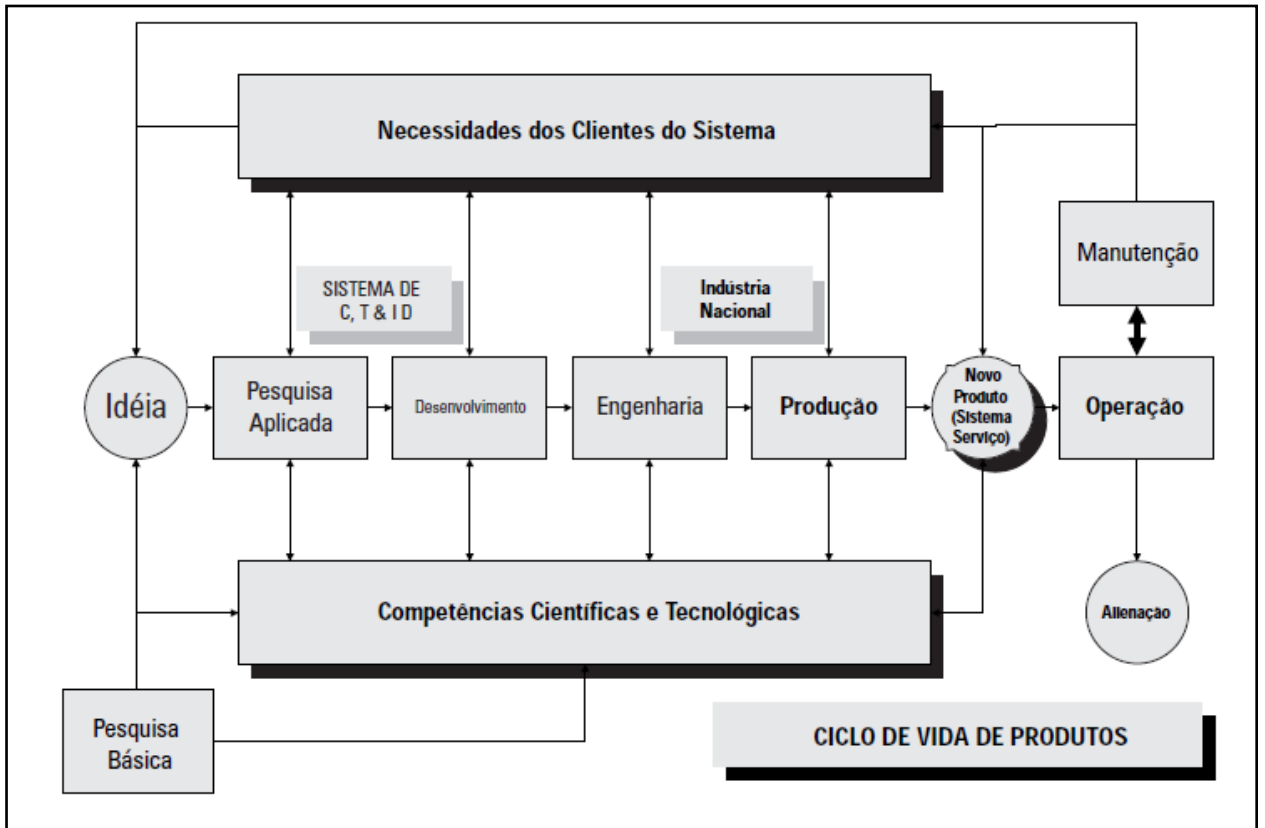 Necessidades dos Clientes do Sistema
SISTEMA DE
C, T & I D
Indústria
Nacional
Manutenção
Idéia
Pesquisa
Aplicada
Desenvolvimento
Engenharia
Produção
Novo
Produto
(Sistema
Serviço)
Operação
Competências Científicas e Tecnológicas
Alienação
Pesquisa
Básica
CICLO DE VIDA DE PRODUTOS